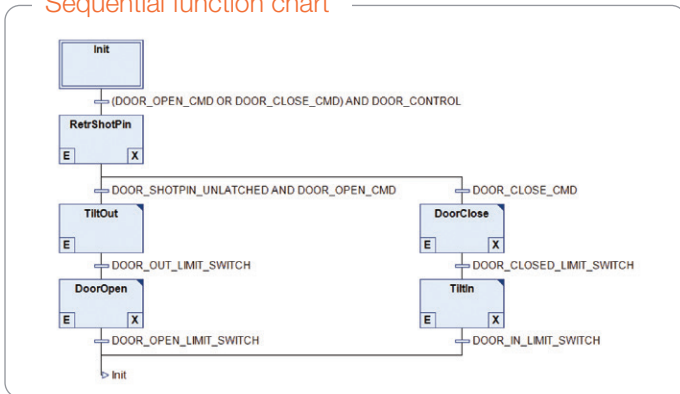 Sequential function chart
Init
(DOOR_OPEN_CMD OR DOOR_CLOSE_CMD) AND DOOR_CONTROL
RetrShotPin
E X
DOOR_SHOTPIN_UNLATCHED AND DOOR_OPEN_CMD
DOOR_CLOSE_CMD
TiltOut
DoorClose
E
E X
DOOR_OUT_LIMIT_SWITCH
DOOR_CLOSED_LIMIT_SWITCH
DoorOpen
TiltIn
E X
E X
DOOR_OPEN_LIMIT_SWITCH
DOOR_IN_LIMIT_SWITCH
Init